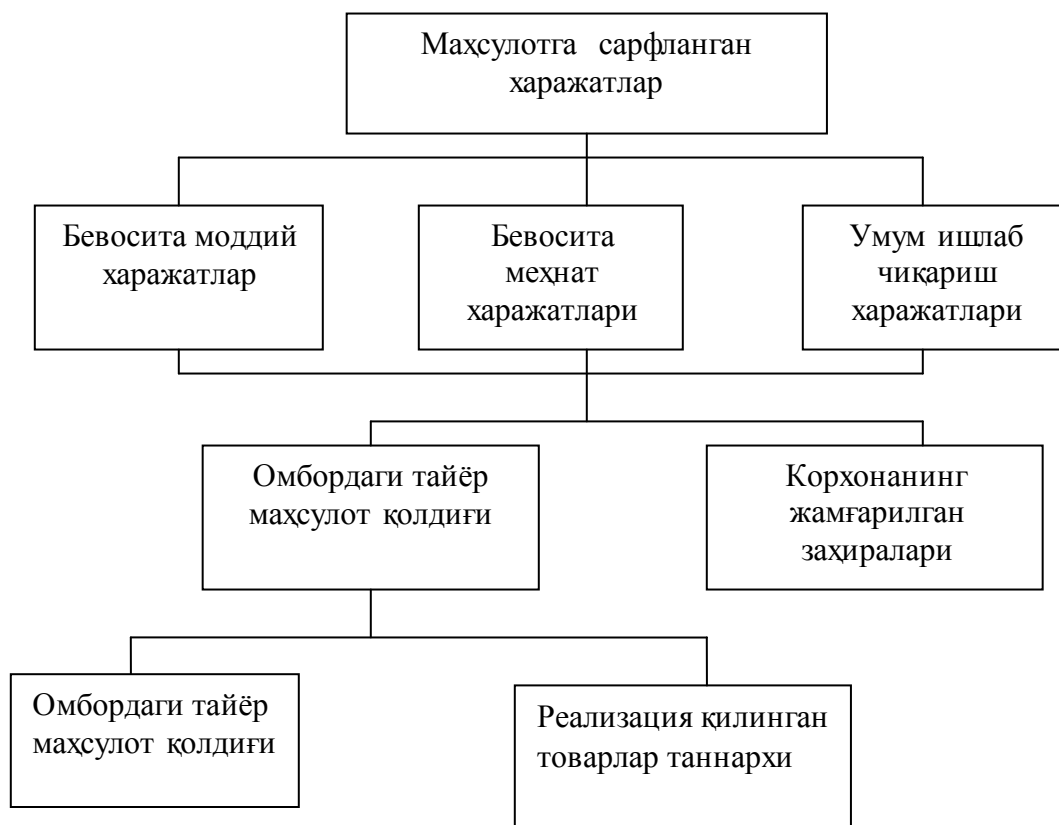 Маҳсулотга сарфланган
харажатлар
Бевосита моддий
харажатлар
Бевосита
меҳнат
харажатлари
Умум ишлаб
чиқариш
харажатлари
Омбордаги тайёр
маҳсулот қолдиғи
Корхонанинг
жамғарилган
заҳиралари
Омбордаги тайёр
маҳсулот қолдиғи
Реализация қилинган
товарлар таннархи